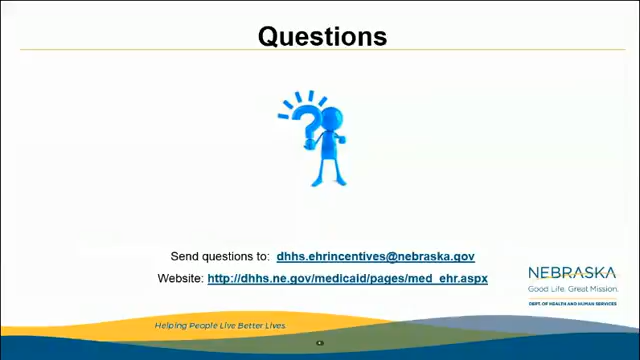 Questions
?
Send questions to: dhhs.ehrincentives@nebraska.gov
Website: http://dhhs.ne.gov/medicaid/pages/med_ehr.aspx
NEBRASKA
Good Life. Great Mission.
DEPT. OF HEALTH AND HUMAN SERVICES
Helping People Live Better Lives.